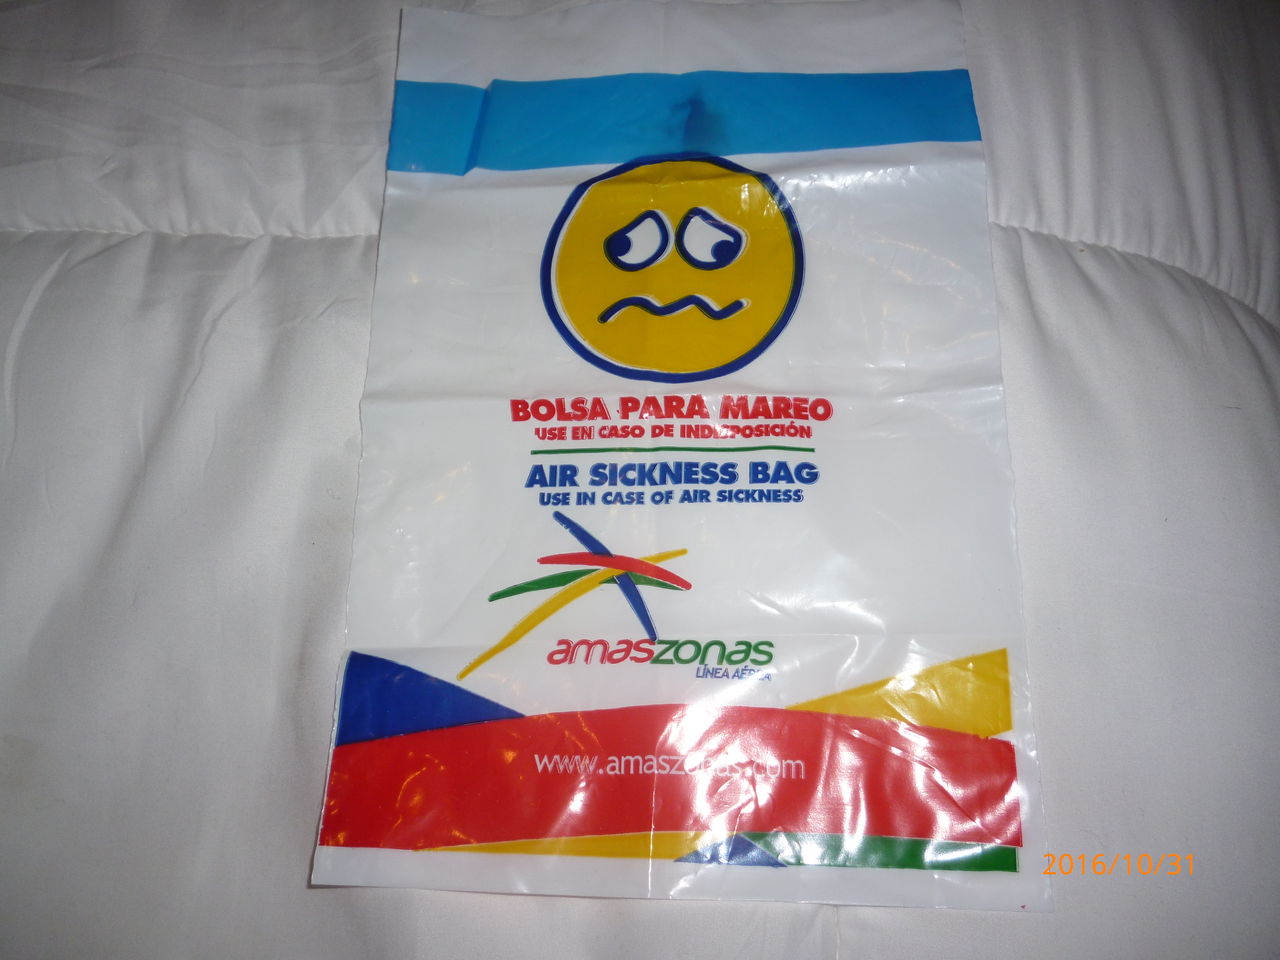 BOLSA PARA MAREO
USE EN CASO DE INDISPOSICIÓN
AIR SICKNESS BAG
USE IN CASE OF AIR SICKNESS
amaszonas
LÍNEA AÉREA
www.amaszonas.com
2016/10/31